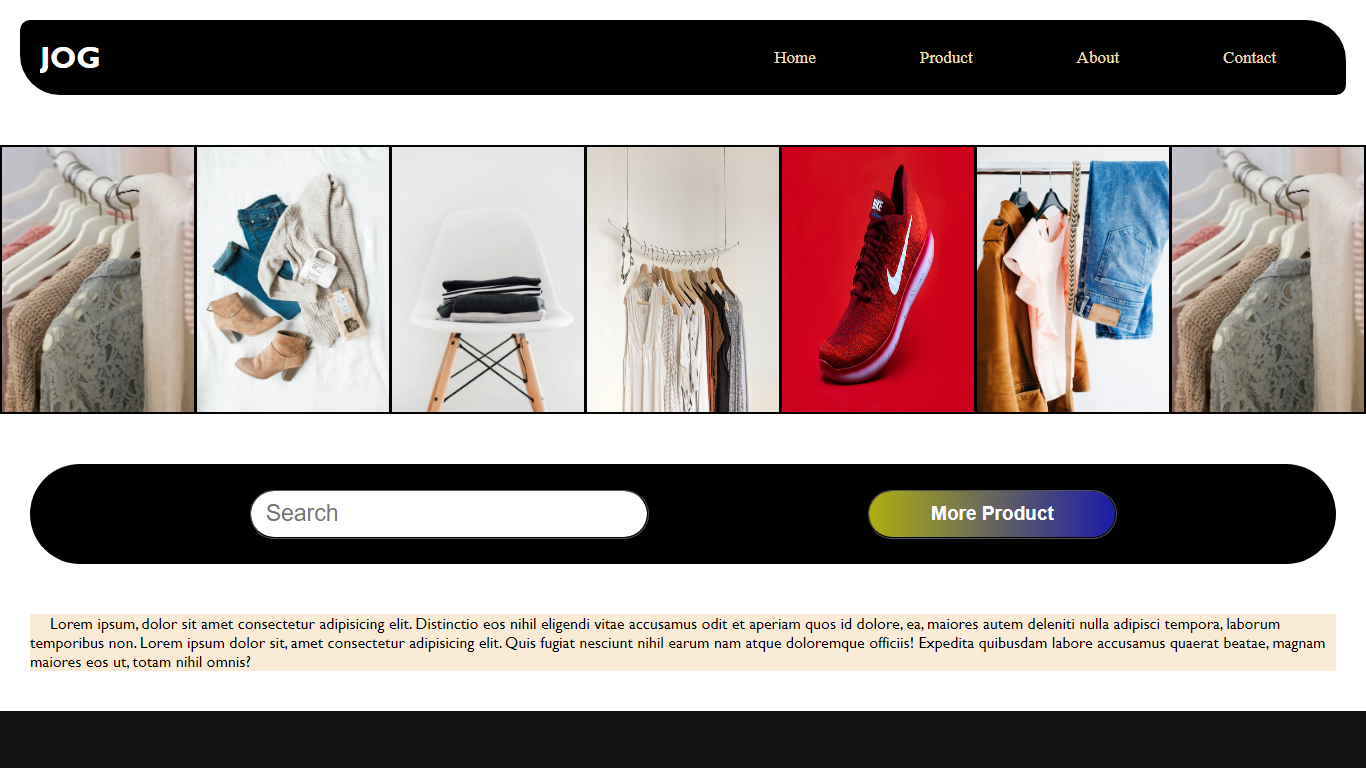 JOG
Home Product About Contact
NIKE
Search More Product
Lorem ipsum, dolor sit amet consectetur adipisicing elit. Distinctio eos nihil eligendi vitae accusamus odit et aperiam quos id dolore, ea, maiores autem deleniti nulla adipisci tempora, laborum
temporibus non. Lorem ipsum dolor sit, amet consectetur adipisicing elit. Quis fugiat nesciunt nihil earum nam atque doloremque officiis! Expedita quibusdam labore accusamus quaerat beatae, magnam
maiores eos ut, totam nihil omnis?